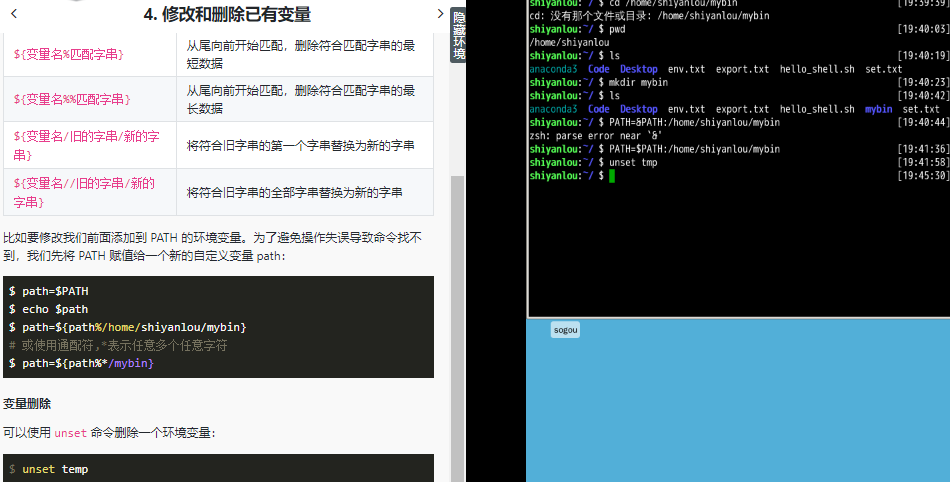 4. 修改和删除已有变量
隐藏环境
${变量名%匹配字串}
从尾向前开始匹配，删除符合匹配字串的最
短数据
${变量名%%匹配字串}
从尾向前开始匹配，删除符合匹配字串的最
长数据
${变量名/旧的字串/新的字
串}
将符合旧字串的第一个字串替换为新的字串
${变量名//旧的字串/新的
字串}
将符合旧字串的全部字串替换为新的字串
比如要修改我们前面添加到 PATH 的环境变量。为了避免操作失误导致命令找不
到，我们先将 PATH 赋值给一个新的自定义变量 path：
$ path=$PATH
$ echo $path
$ path=${path%/home/shiyanlou/mybin}
# 或使用通配符,*表示任意多个任意字符
$ path=${path%*/mybin}
变量删除
可以使用 unset 命令删除一个环境变量：
$ unset temp
shiyanlou:~/ $ cd /home/shiyanlou/mybin [19:39:39]
cd: 没有那个文件或目录: /home/shiyanlou/mybin
shiyanlou:~/ $ pwd [19:40:03]
/home/shiyanlou
shiyanlou:~/ $ ls [19:40:19]
anaconda3 Code Desktop env.txt export.txt hello_shell.sh set.txt
shiyanlou:~/ $ mkdir mybin [19:40:23]
shiyanlou:~/ $ ls [19:40:42]
anaconda3 Code Desktop env.txt export.txt hello_shell.sh mybin set.txt
shiyanlou:~/ $ PATH=&PATH:/home/shiyanlou/mybin [19:40:44]
zsh: parse error near `&'
shiyanlou:~/ $ PATH=$PATH:/home/shiyanlou/mybin [19:41:36]
shiyanlou:~/ $ unset tmp [19:41:58]
shiyanlou:~/ $ [19:45:30]
sogou